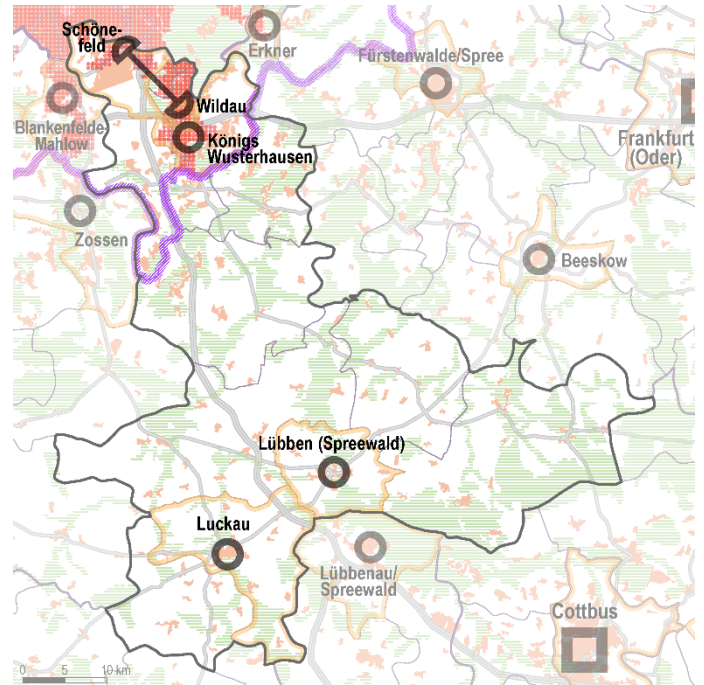 Schöne-
feld
Erkner
Fürstenwalde/Spree
Wildau
Blankenfelde-
Mahlow
Königs
Wusterhausen
Frankfurt
(Oder)
Zossen
Beeskow
Lübben (Spreewald)
Luckau
Lübbenau/
Spreewald
Cottbus
0 5 10 km